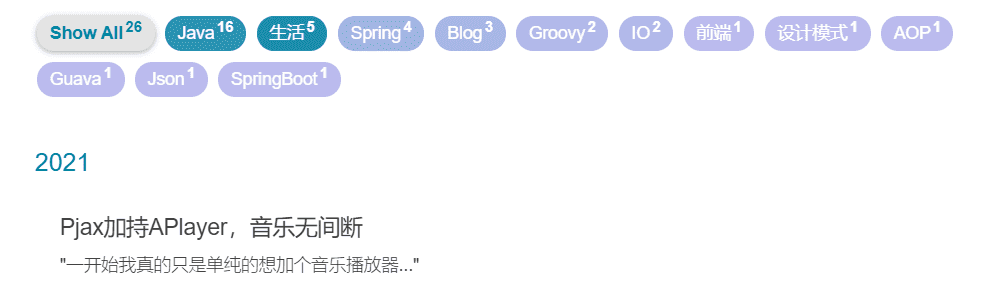 Show All 26 Java 16 生活 5 Spring 4 Blog 3 Groovy 2 IO 2 前端 1 设计模式 1 AOP 1
Guava 1 Json 1 SpringBoot 1
2021
Pjax加持APlayer，音乐无间断
"一开始我真的只是单纯的想加个音乐播放器..."